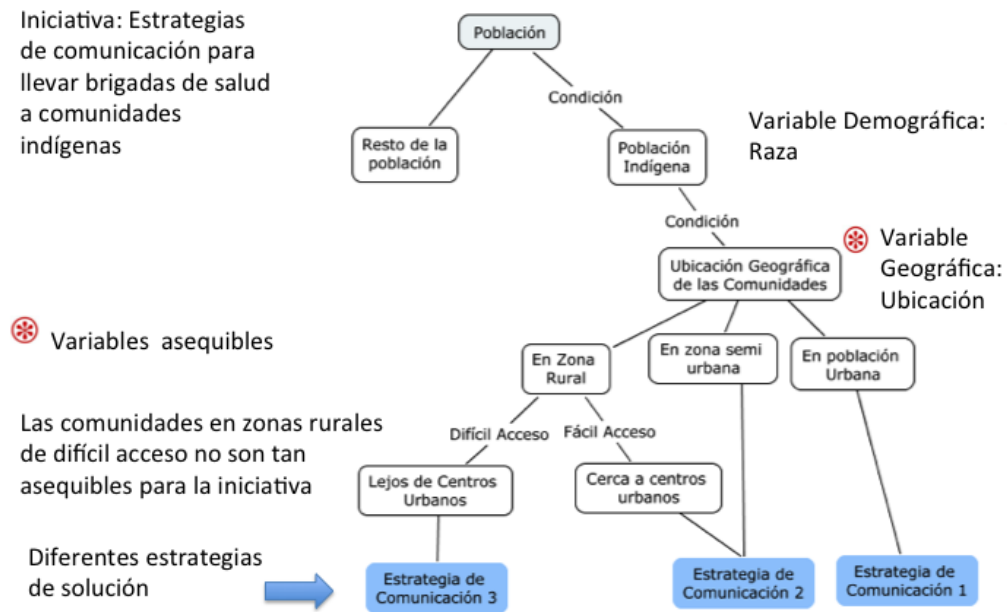 Iniciativa: Estrategias
de comunicación para
llevar brigadas de salud
a comunidades
indígenas
Población
Condición
Resto de la
población
Población
Indígena
Variable Demográfica:
Raza
Condición
Ubicación Geográfica
de las Comunidades
Variable
Geográfica:
Ubicación
Variables asequibles
En Zona
Rural
En zona semi
urbana
En población
Urbana
Las comunidades en zonas rurales
de difícil acceso no son tan
asequibles para la iniciativa
Difícil Acceso
Fácil Acceso
Lejos de Centros
Urbanos
Cerca a centros
urbanos
Diferentes estrategias
de solución
Estrategia de
Comunicación 3
Estrategia de
Comunicación 2
Estrategia de
Comunicación 1